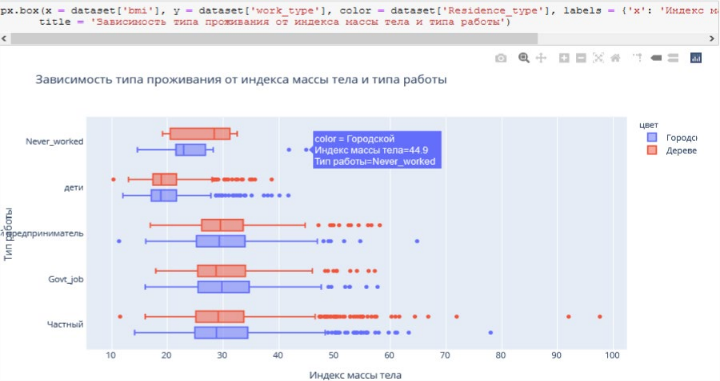 px.box(x = dataset['bmi'], y = dataset['work_type'], color = dataset['Residence_type'], labels = {'x': 'Индекс м
title = 'Зависимость типа проживания от индекса массы тела и типа работы')
Зависимость типа проживания от индекса массы тела и типа работы
цвет
Городс
Дереве
Never_worked
color = Городской
Индекс массы тела=44.9
Тип работы=Never_worked
дети
й предприниматель
Тип работы
Govt_job
Частный
10 20 30 40 50 60 70 80 90 100
Индекс массы тела